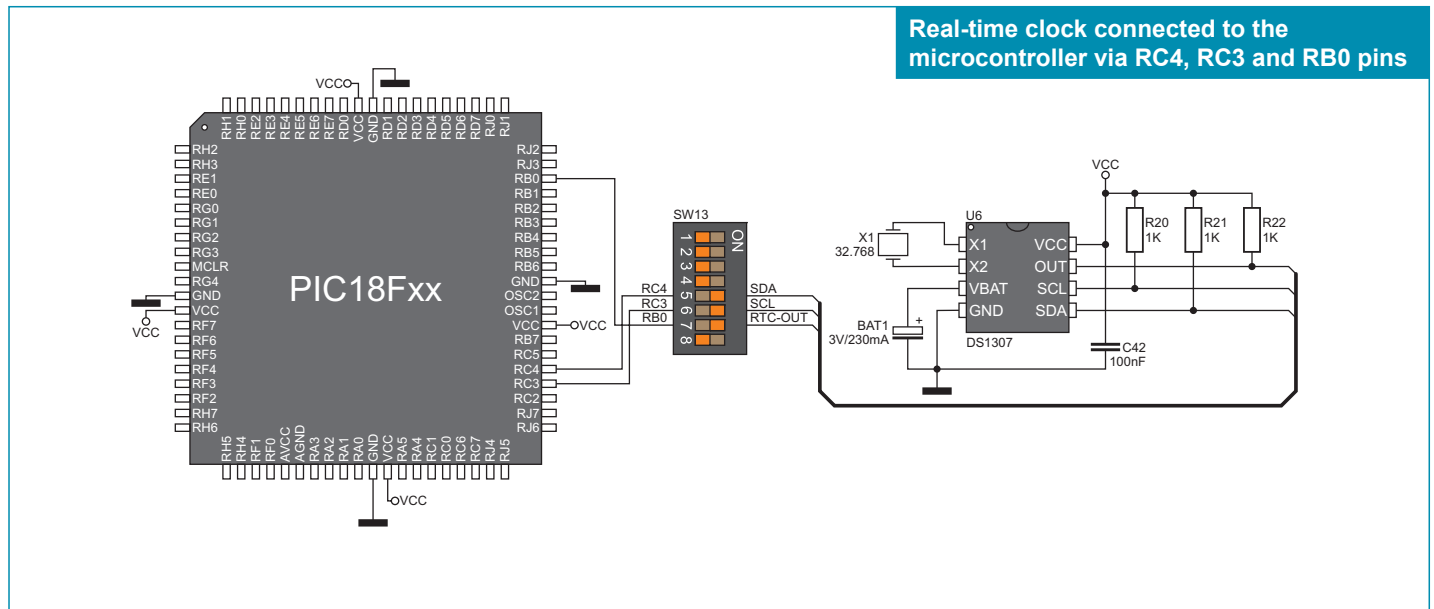 Real-time clock connected to the
microcontroller via RC4, RC3 and RB0 pins
VCC
RH1
RH0
RE2
RE3
RE4
RE5
RE6
RE7
RD0
VCC
GND
RD1
RD2
RD3
RD4
RD5
RD6
RD7
RJ0
RJ1
RH2
RH3
RE1
RE0
RG0
RG1
RG2
RG3
MCLR
RG4
GND
VCC
RF7
RF6
RF5
RF4
RF3
RF2
RH7
RH6
VCC
PIC18Fxx
RJ2
RJ3
RB0
RB1
RB2
RB3
RB4
RB5
RB6
GND
OSC2
OSC1
VCC
RB7
RC5
RC4
RC3
RC2
RJ7
RJ6
VCC
RH5
RH4
RF1
RF0
AVCC
AGND
RA3
RA2
RA1
RA0
GND
VCC
RA5
RA4
RC1
RC0
RC6
RC7
RJ4
RJ5
VCC
SW13
ON
1
2
3
4
5
6
7
8
RC4
RC3
RB0
SDA
SCL
RTC-OUT
X1
32.768
BAT1
3V/230mA
+
U6
X1
X2
VBAT
GND
VCC
OUT
SCL
SDA
DS1307
VCC
R20
1K
R21
1K
R22
1K
C42
100nF